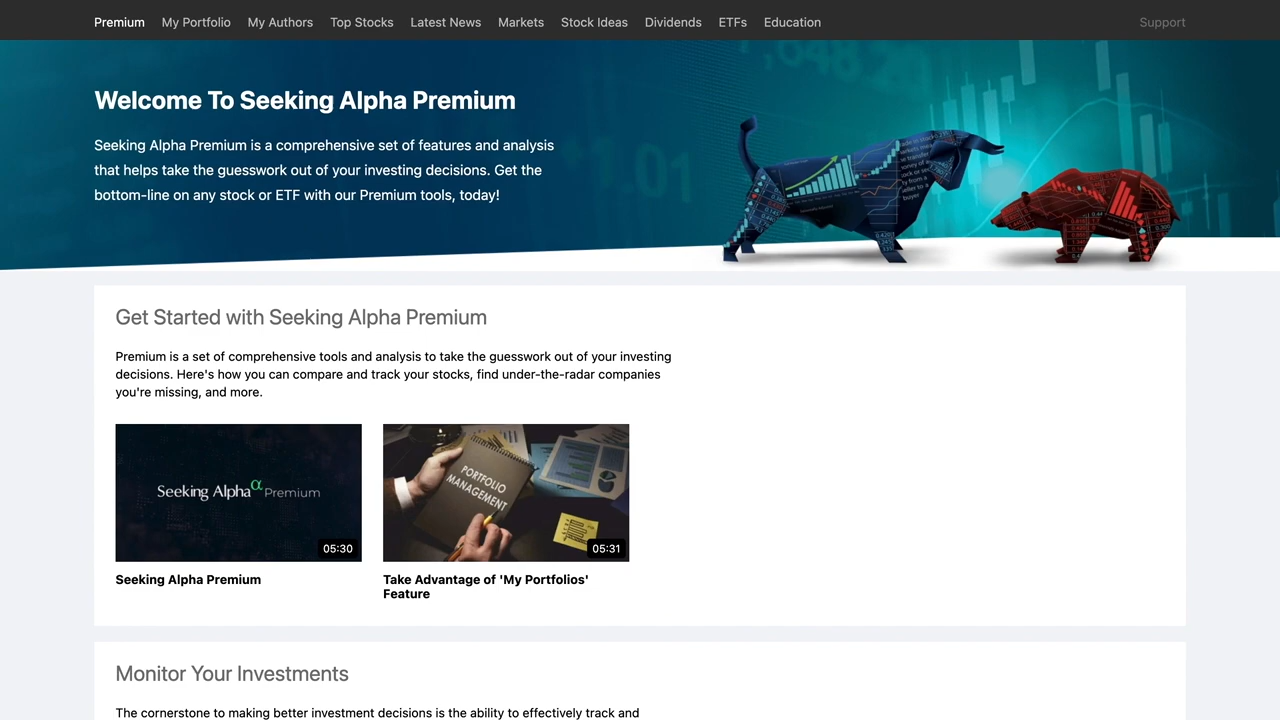 Premium My Portfolio My Authors Top Stocks Latest News Markets Stock Ideas Dividends ETFs Education Support
Welcome To Seeking Alpha Premium
Seeking Alpha Premium is a comprehensive set of features and analysis
that helps take the guesswork out of your investing decisions. Get the
bottom-line on any stock or ETF with our Premium tools, today!
Get Started with Seeking Alpha Premium
Premium is a set of comprehensive tools and analysis to take the guesswork out of your investing
decisions. Here's how you can compare and track your stocks, find under-the-radar companies
you're missing, and more.
Seeking Alpha α Premium
05:30
PORTFOLIO
MANAGEMENT
05:31
Seeking Alpha Premium
Take Advantage of 'My Portfolios'
Feature
Monitor Your Investments
The cornerstone to making better investment decisions is the ability to effectively track and